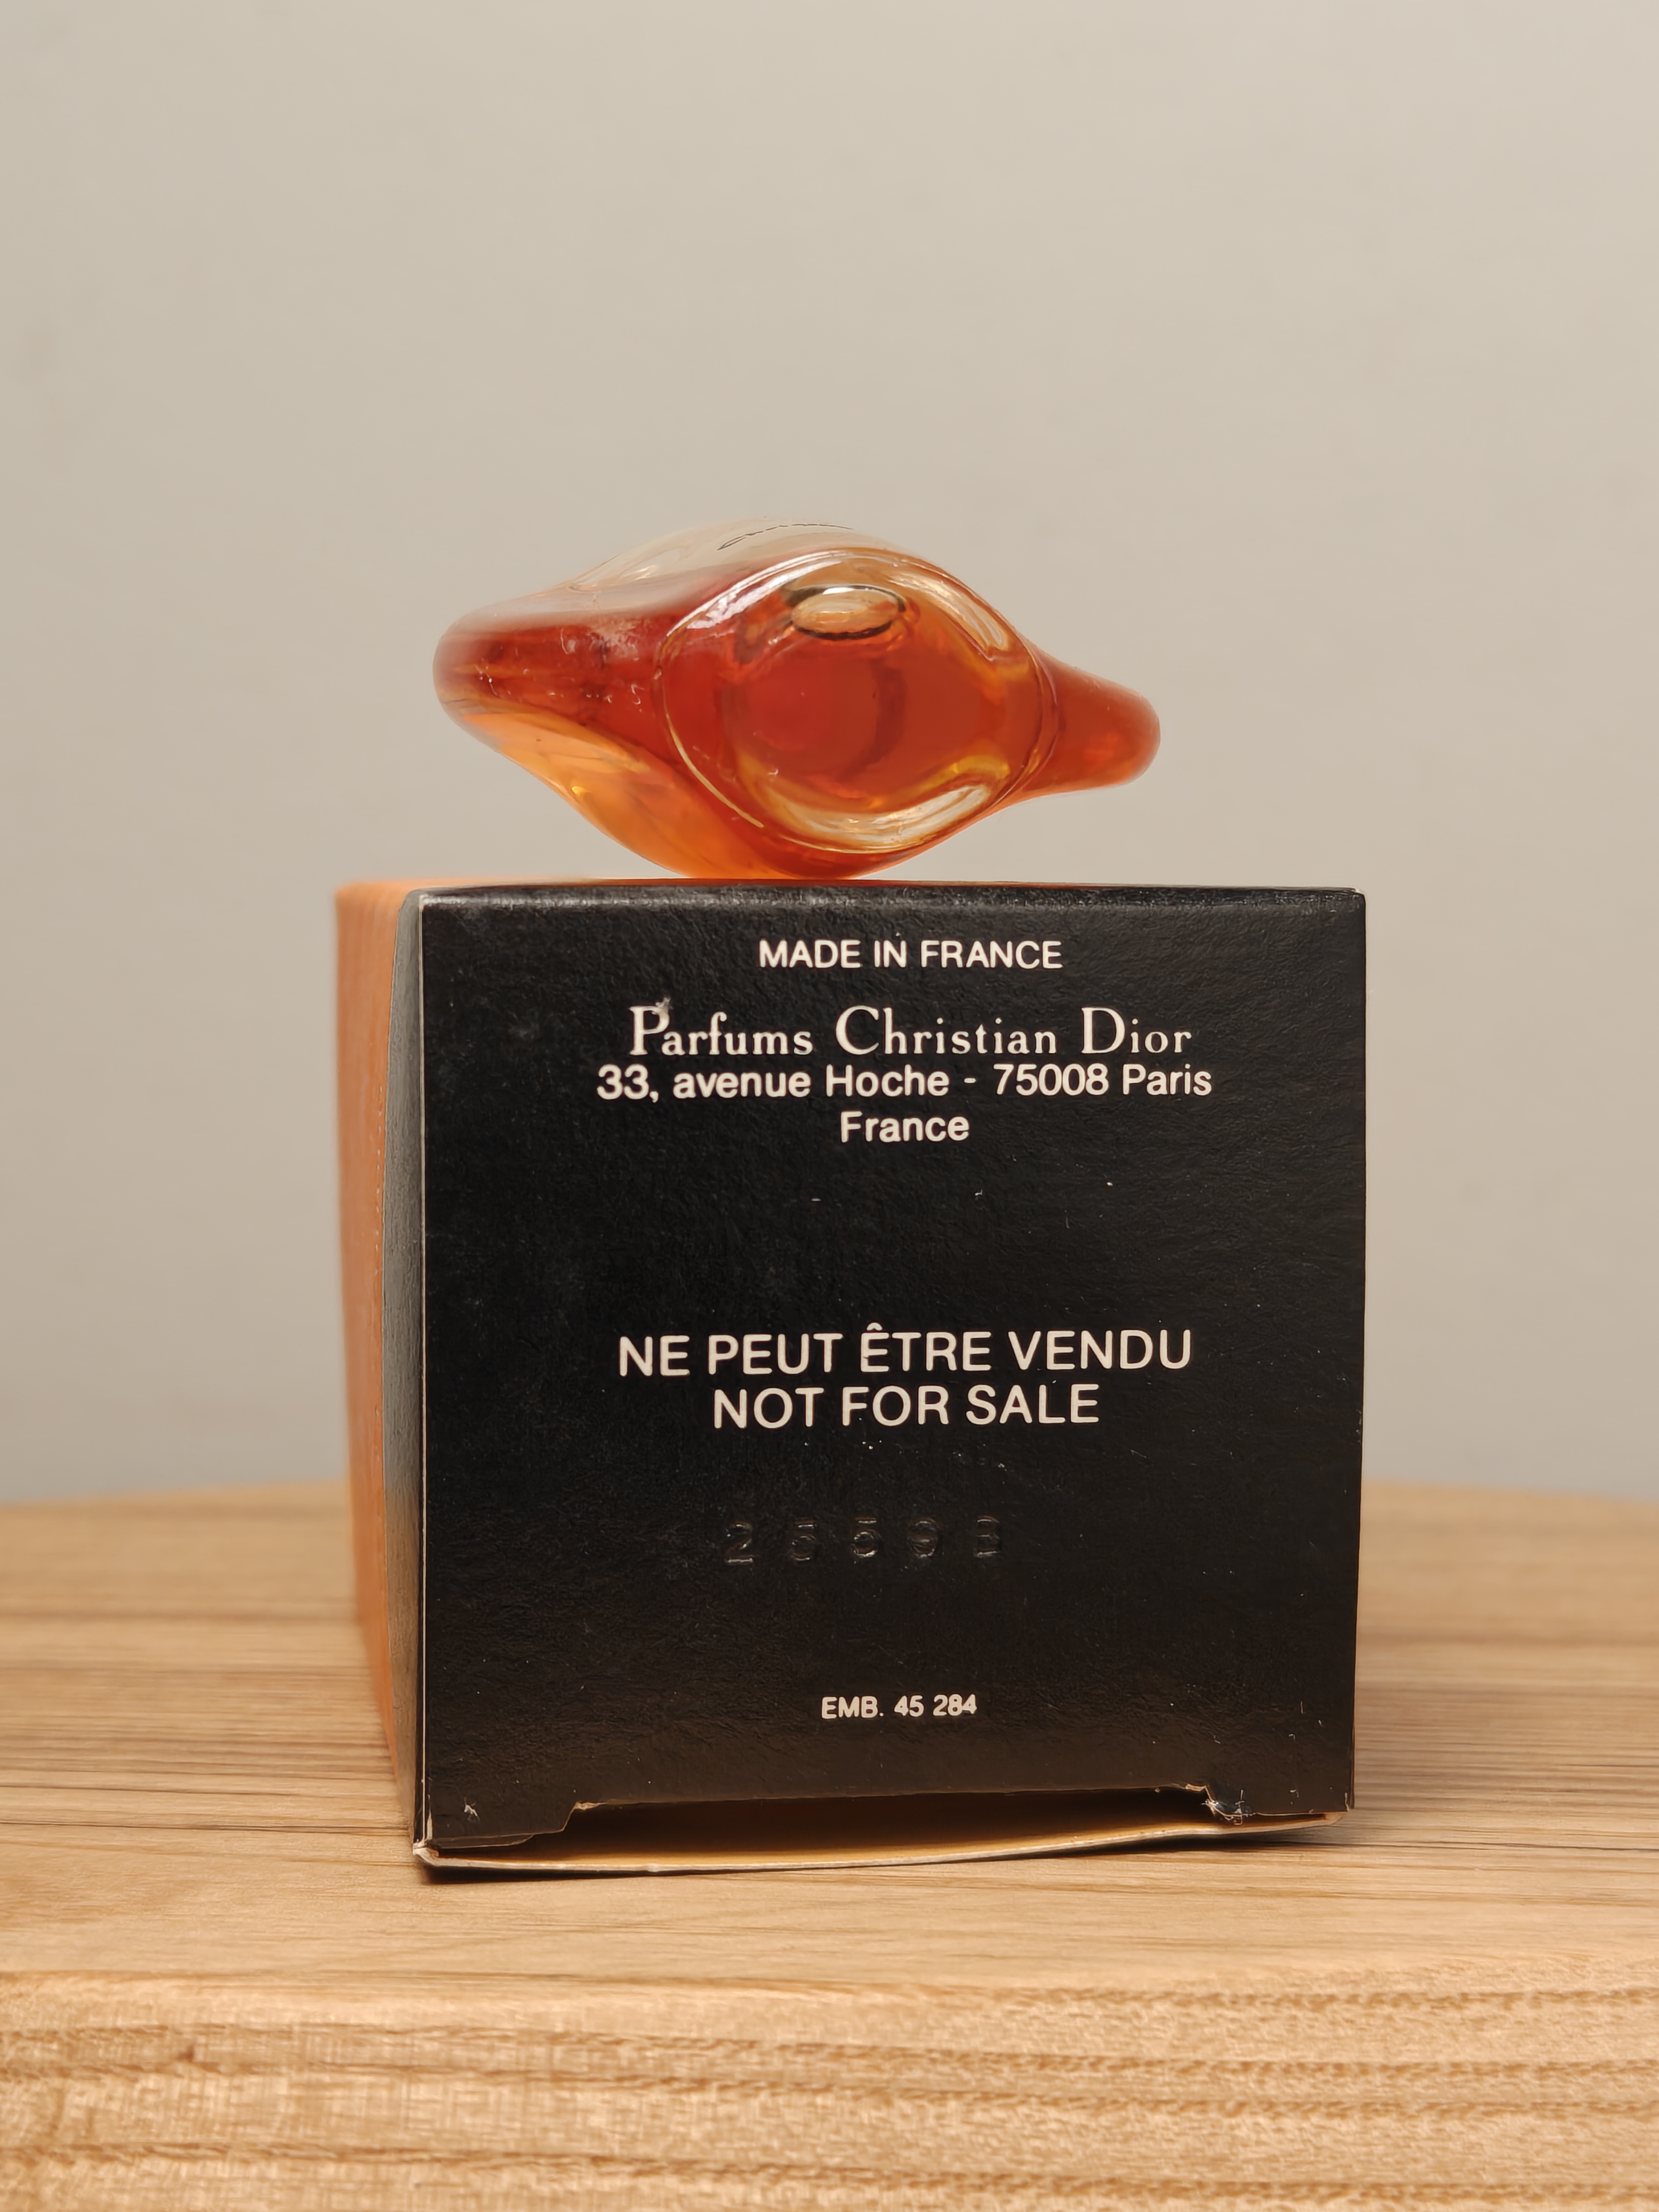 MADE IN FRANCE
Parfums Christian Dior
33, avenue Hoche - 75008 Paris
France
NE PEUT ÊTRE VENDU
NOT FOR SALE
EMB. 45 284